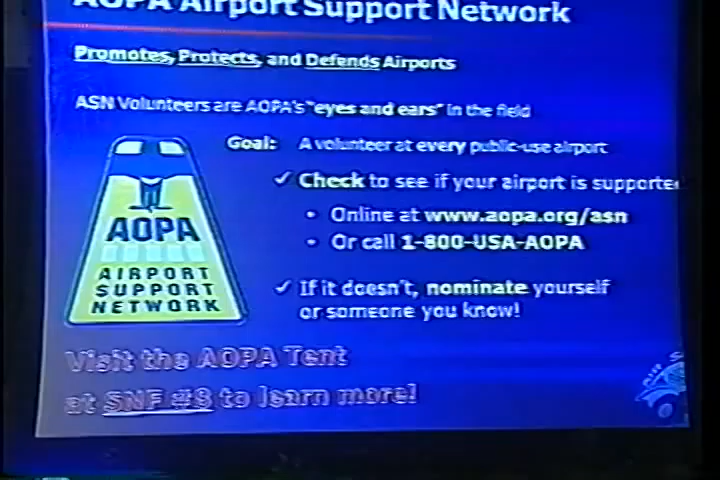 AOPA Airport Support Network
Promotes, Protects, and Defends Airports
ASN Volunteers are AOPA's "eyes and ears" in the field
Goal: A volunteer at every public-use airport
✓ Check to see if your airport is supported
• Online at www.aopa.org/asn
• Or call 1-800-USA-AOPA
✓ If it doesn't, nominate yourself
or someone you know!
AOPA
AIRPORT
SUPPORT
NETWORK
Visit the AOPA Tent
at SNF #8 to learn more!